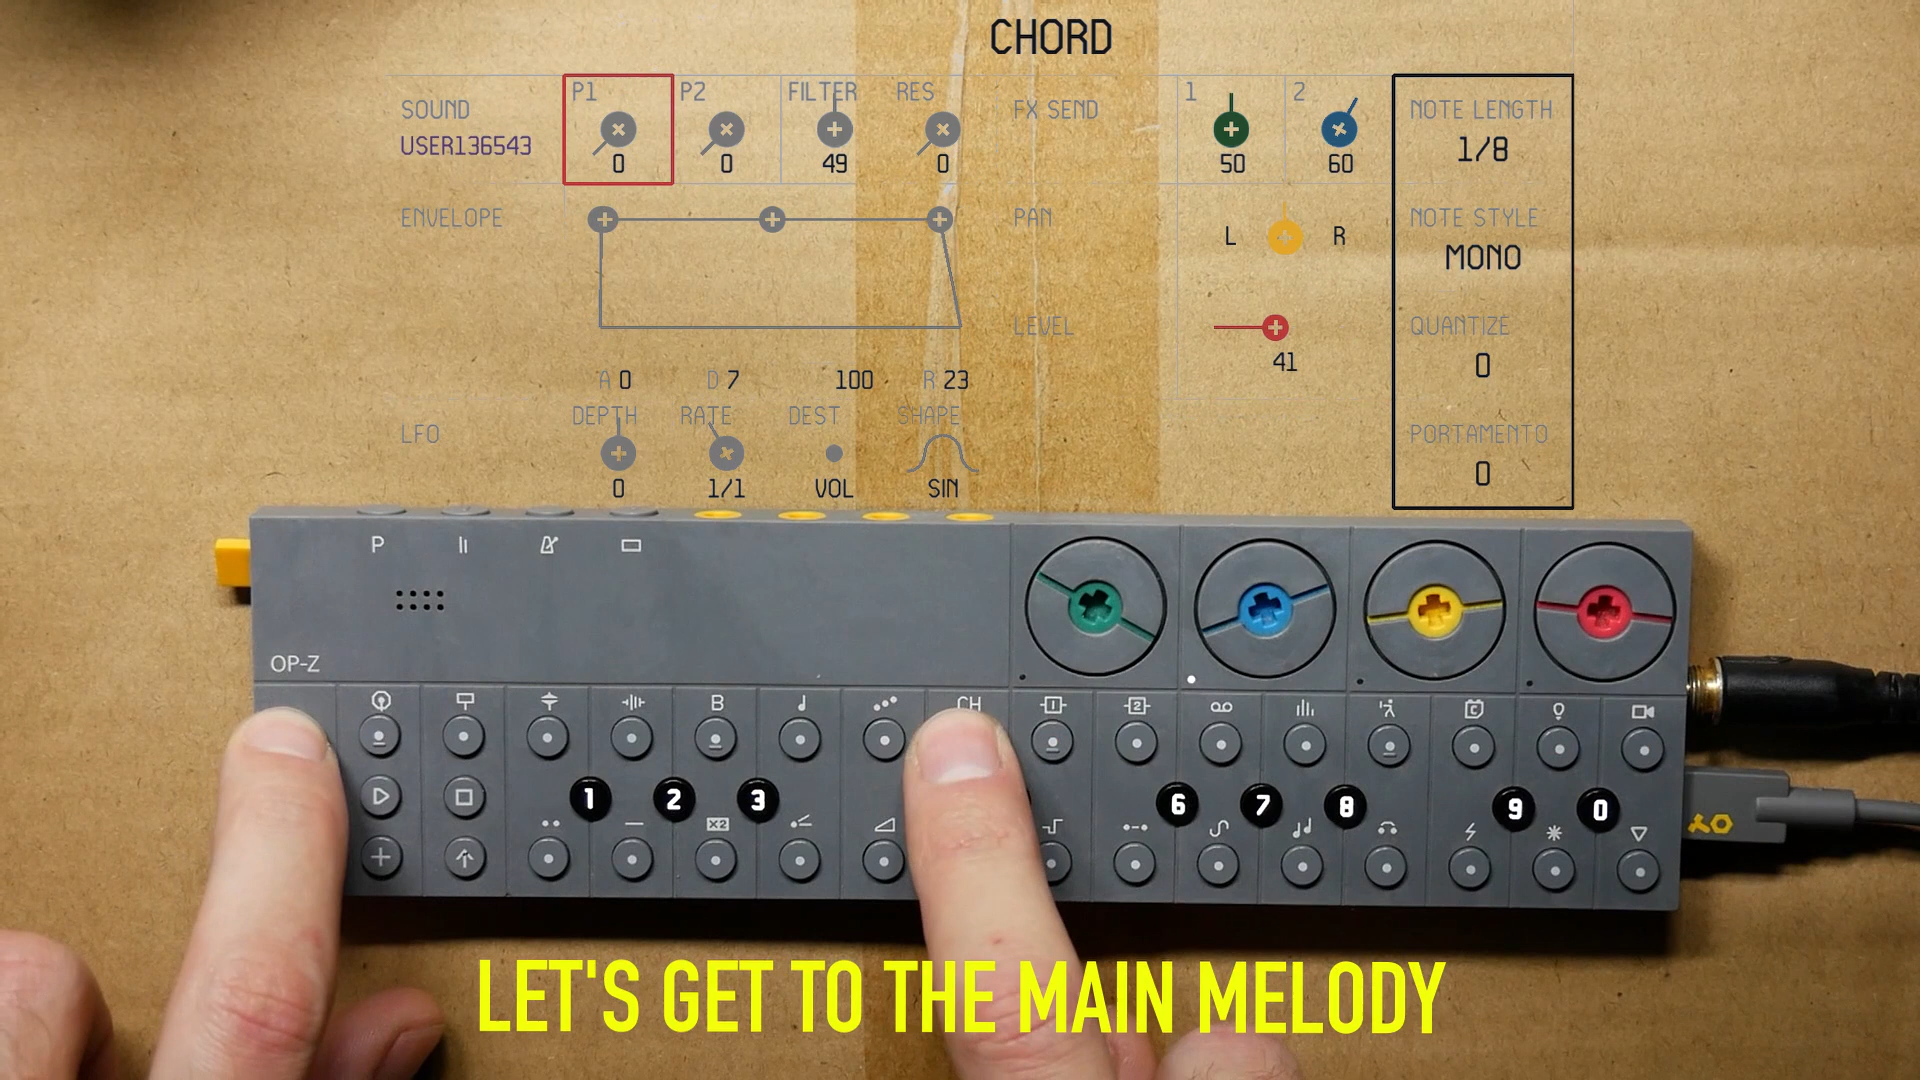 CHORD
SOUND
USER136543
P1
0
P2
0
FILTER
49
RES
0
FX SEND
1
50
2
60
NOTE LENGTH
1/8
ENVELOPE
PAN
L
R
NOTE STYLE
MONO
LEVEL
41
QUANTIZE
0
A 0
D 7
100
R 23
LFO
DEPTH
0
RATE
1/1
DEST
VOL
SHAPE
SIN
PORTAMENTO
0
P
OP-Z
B
CH
1
2
C
1
2
3
6
7
8
9
0
X2
LET'S GET TO THE MAIN MELODY